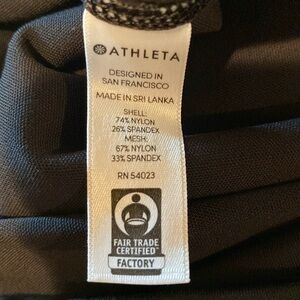 ATHLETA
DESIGNED IN
SAN FRANCISCO
MADE IN SRI LANKA
SHELL:
74% NYLON
26% SPANDEX
MESH:
67% NYLON
33% SPANDEX
RN 54023
FAIR TRADE
CERTIFIED™
FACTORY